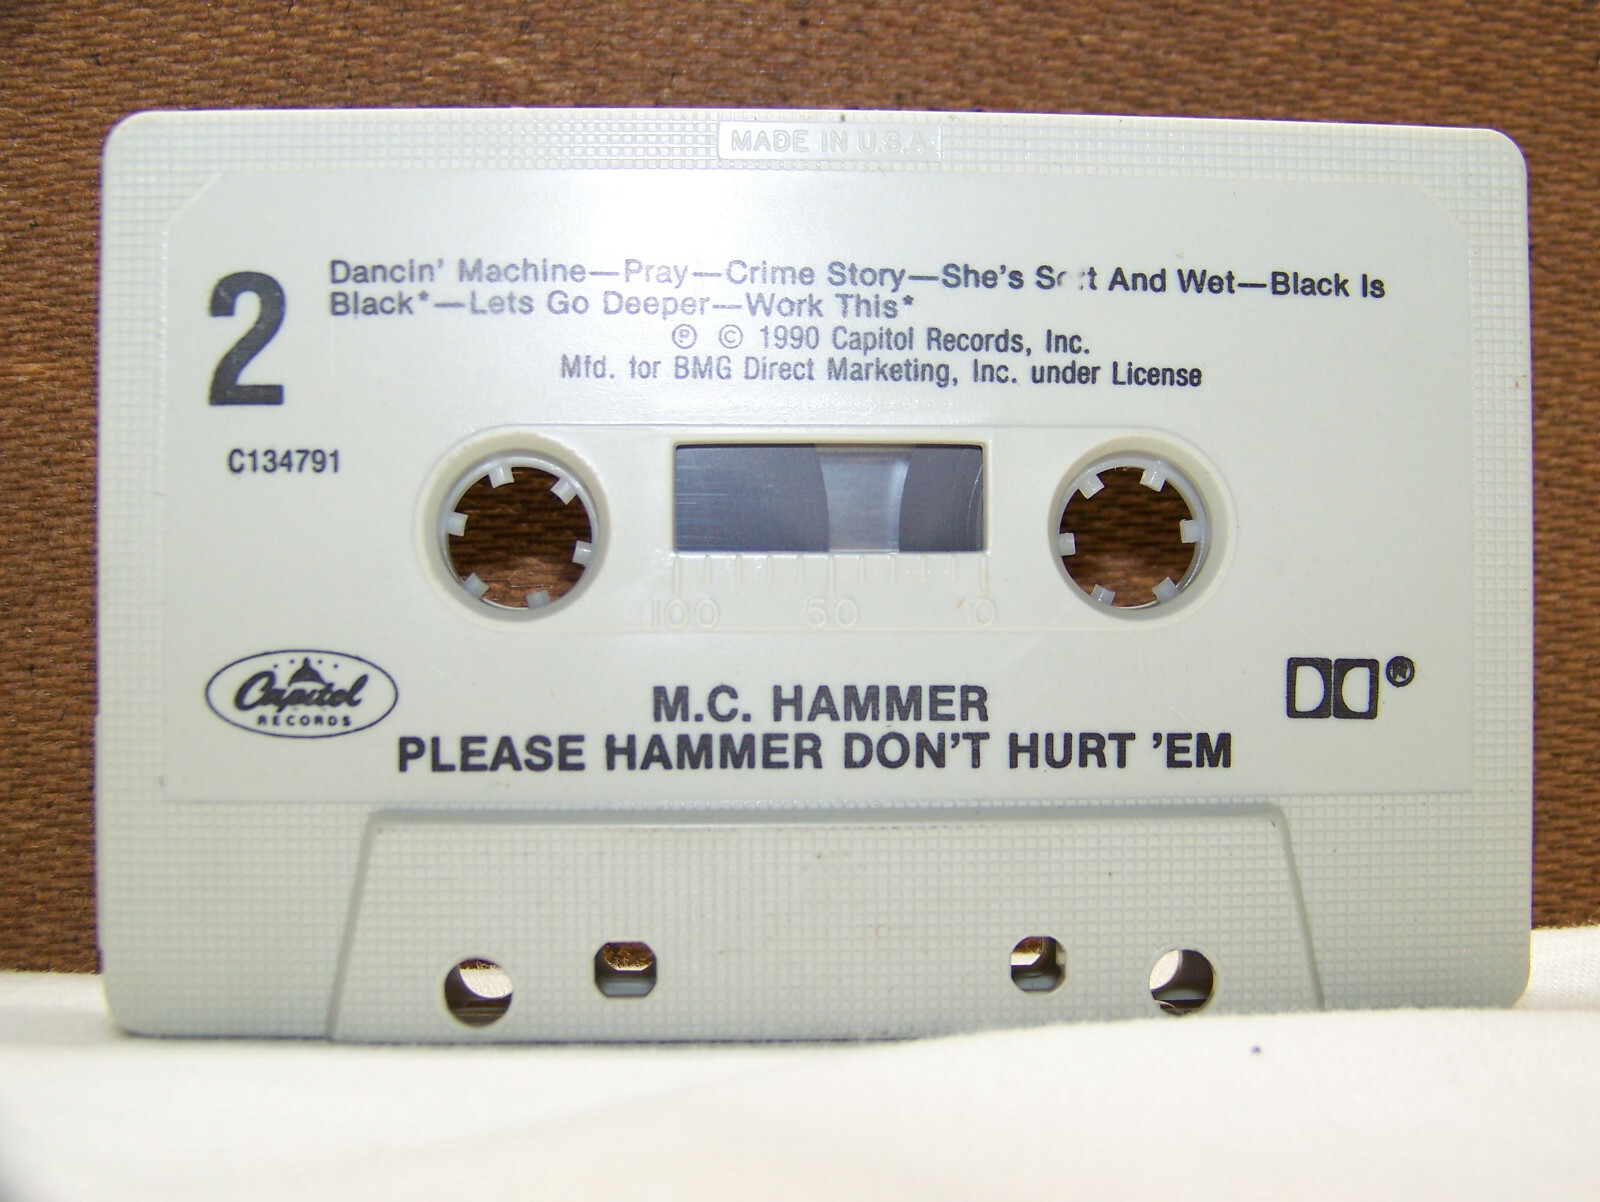 MADE IN U.S.A.
2
Dancin' Machine—Pray—Crime Story—She's And Wet—Black Is
Black*—Lets Go Deeper—Work This*
℗ © 1990 Capitol Records, Inc.
Mfd. for BMG Direct Marketing, Inc. under License
C134791
100 50 0
Capitol
RECORDS
®
M.C. HAMMER
PLEASE HAMMER DON'T HURT 'EM